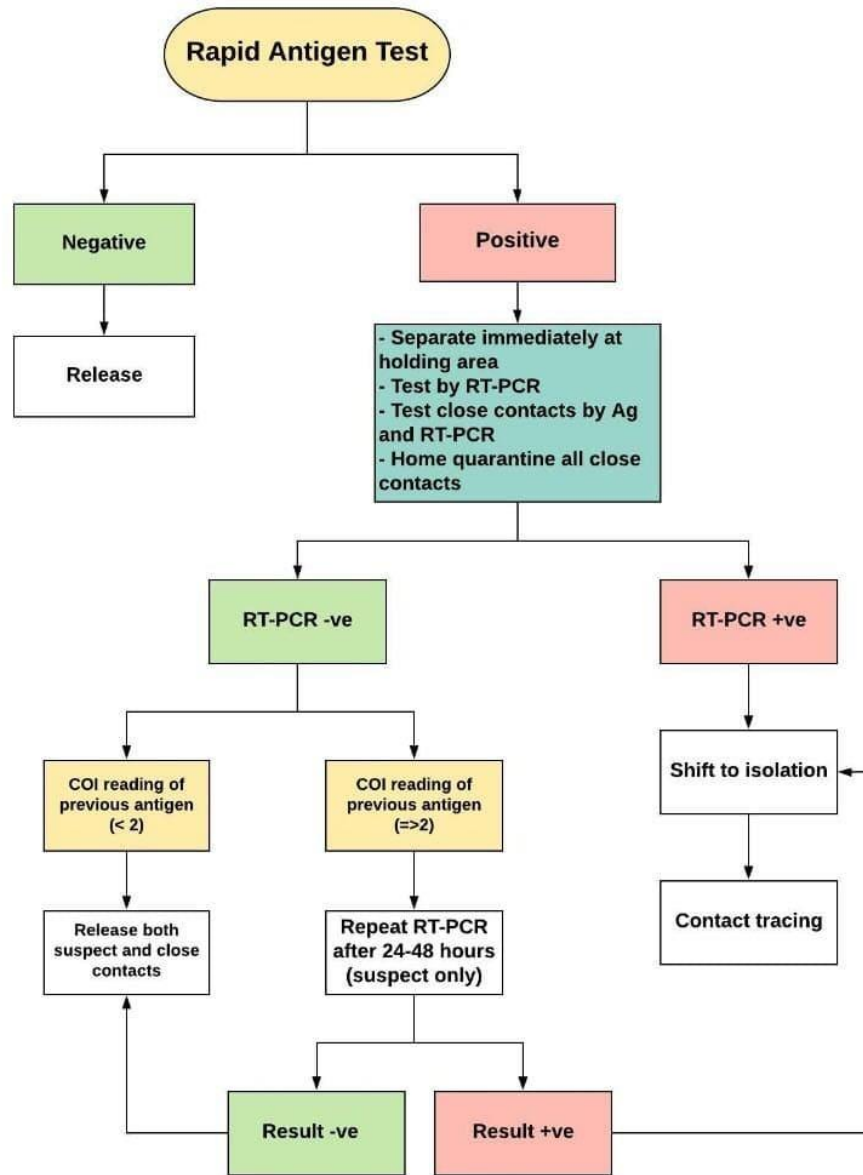 Rapid Antigen Test
Negative
Positive
Release
- Separate immediately at
holding area
- Test by RT-PCR
- Test close contacts by Ag
and RT-PCR
- Home quarantine all close
contacts
RT-PCR -ve
RT-PCR +ve
COI reading of
previous antigen
(< 2)
COI reading of
previous antigen
(=>2)
Shift to isolation
Release both
suspect and close
contacts
Repeat RT-PCR
after 24-48 hours
(suspect only)
Contact tracing
Result -ve
Result +ve